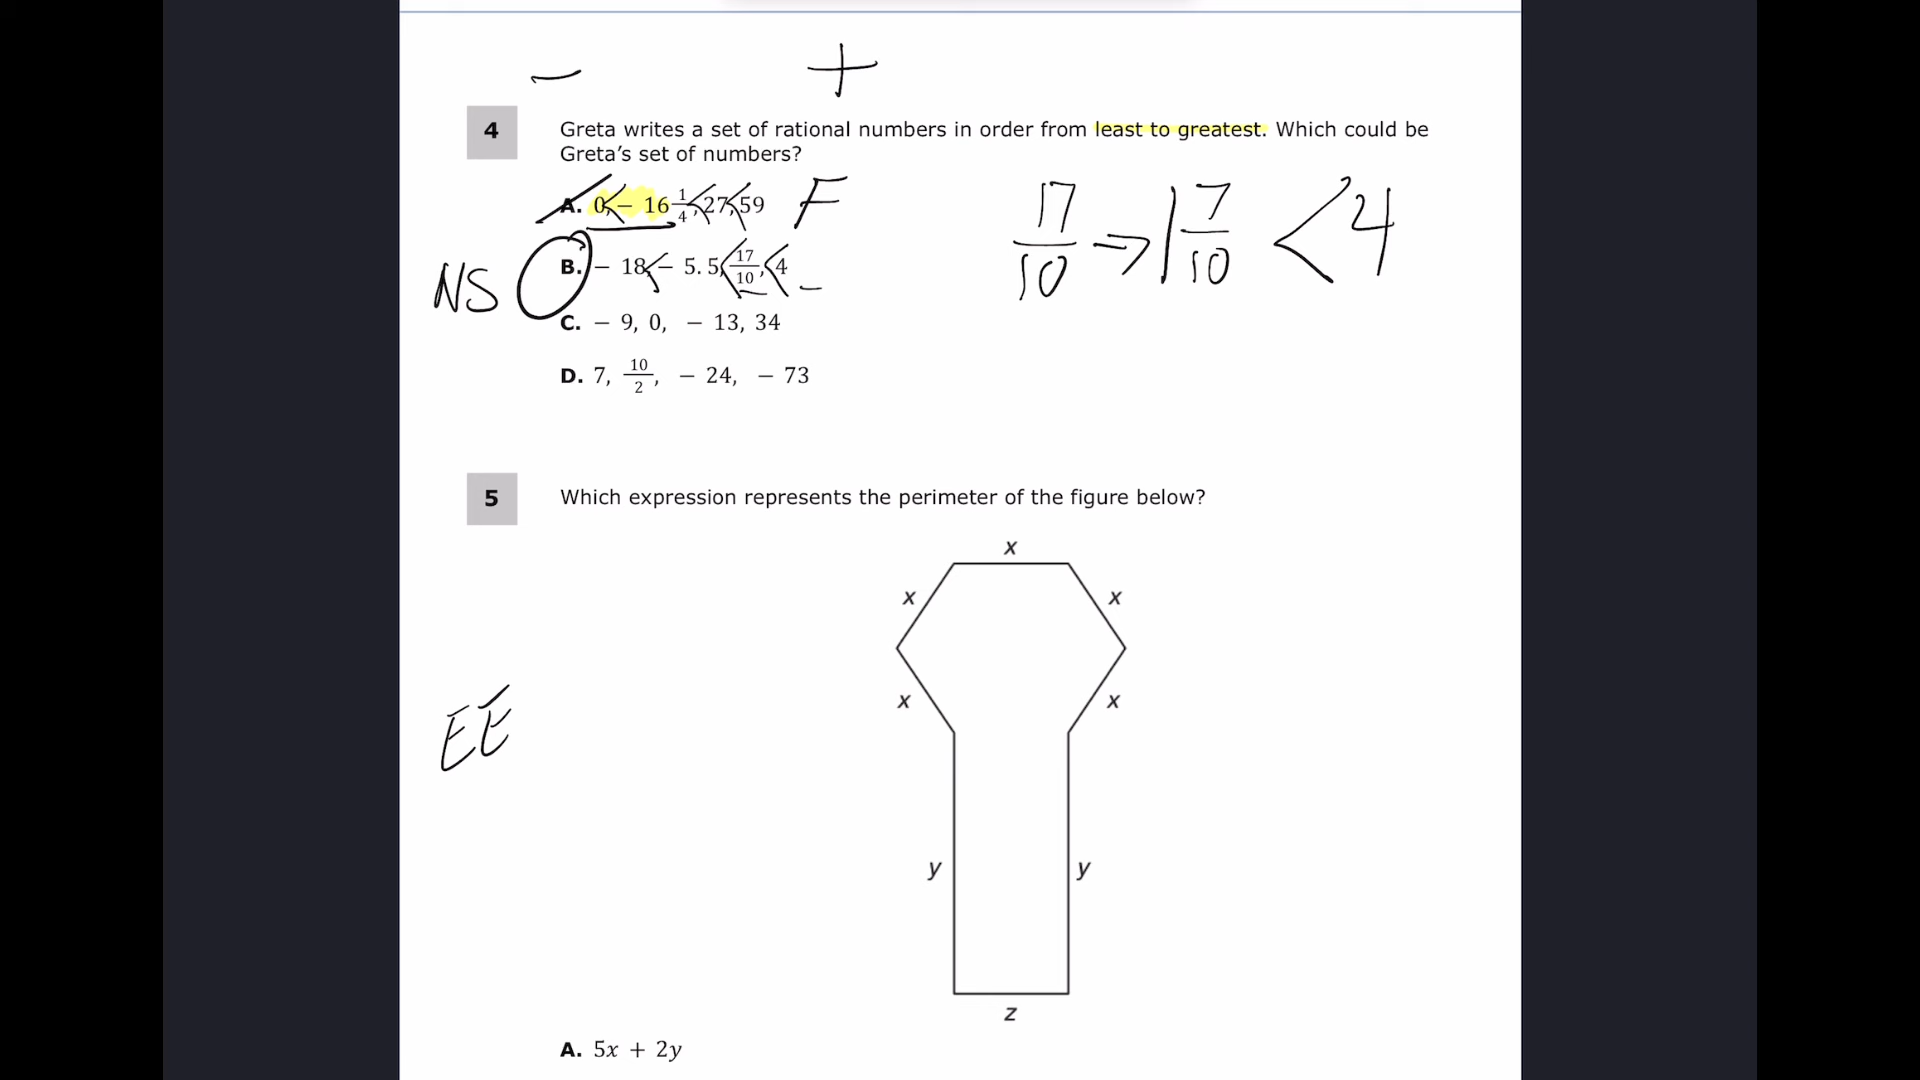 − +
4 Greta writes a set of rational numbers in order from least to greatest. Which could be
Greta's set of numbers?
A. 0, < − 16 1/4, < 27, < 59 F
B. − 18, < − 5.5, < 17/10, < 4 −
17/10 ⇒ 1 7/10 < 4
NS
C. − 9, 0, − 13, 34
D. 7, 10/2, − 24, − 73
5 Which expression represents the perimeter of the figure below?
x
x x
x x
EE
y y
z
A. 5x + 2y